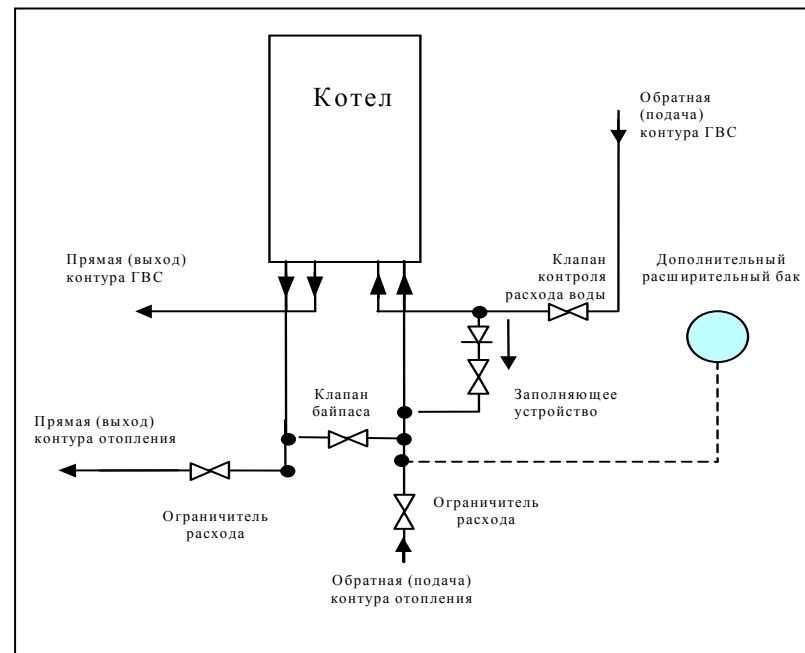 Котел
Обратная
(подача)
контура ГВС
Прямая (выход)
контура ГВС
Клапан
контроля
расхода воды
Дополнительный
расширительный бак
Клапан
байпаса
Заполняющее
устройство
Прямая (выход)
контура отопления
Ограничитель
расхода
Ограничитель
расхода
Обратная (подача)
контура отопления